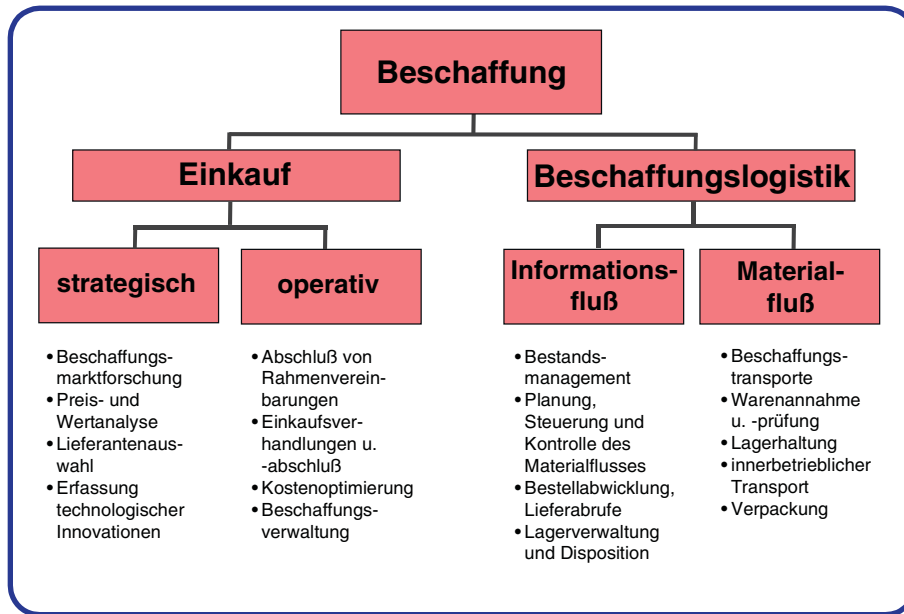 Beschaffung
Einkauf
Beschaffungslogistik
strategisch
operativ
Informations-
fluß
Material-
fluß
• Beschaffungs-
marktforschung
• Preis- und
Wertanalyse
• Lieferantenaus-
wahl
• Erfassung
technologischer
Innovationen
• Abschluß von
Rahmenverein-
barungen
• Einkaufsver-
handlungen u.
-abschluß
• Kostenoptimierung
• Beschaffungs-
verwaltung
• Bestands-
management
• Planung,
Steuerung und
Kontrolle des
Materialflusses
• Bestellabwicklung,
Lieferabrufe
• Lagerverwaltung
und Disposition
• Beschaffungs-
transporte
• Warenannahme
u. -prüfung
• Lagerhaltung
• innerbetrieblicher
Transport
• Verpackung